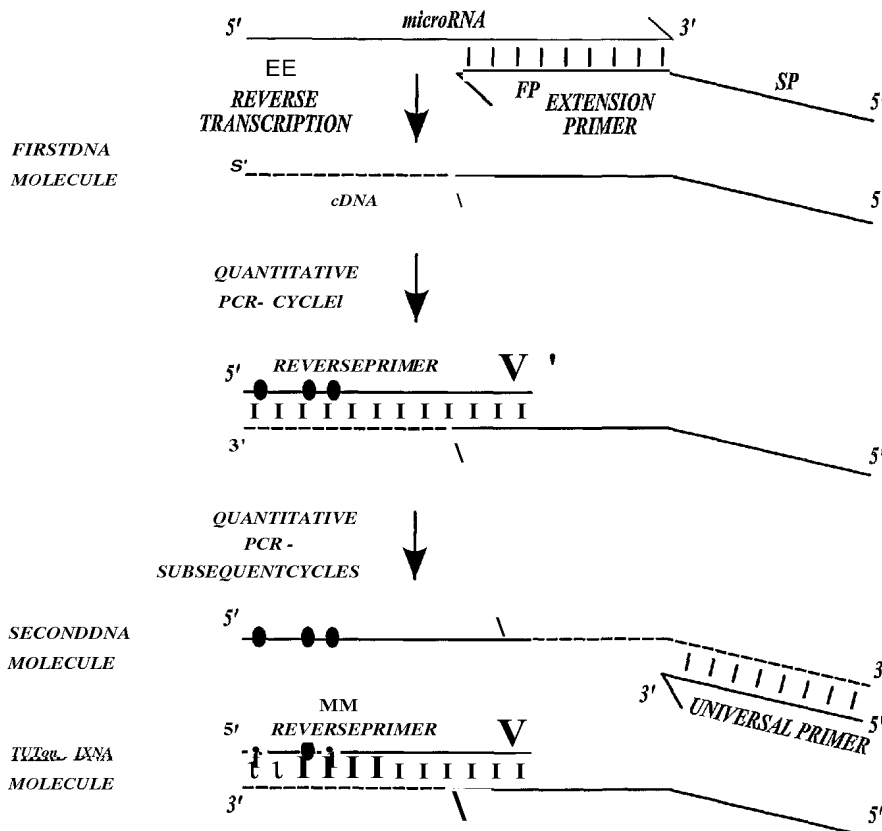 5' microRNA 3'
EE
REVERSE
TRANSCRIPTION
FP EXTENSION
PRIMER
SP
5'
FIRSTDNA
MOLECULE
S'
cDNA
5'
QUANTITATIVE
PCR- CYCLEl
5' REVERSEPRIMER V '
I I I I I I I I I I I I
3'
5'
QUANTITATIVE
PCR -
SUBSEQUENTCYCLES
SECONDDNA
MOLECULE
5'
3'
3'
5'
UNIVERSAL PRIMER
MM
5' REVERSEPRIMER V
IXNA
MOLECULE
3'
5'